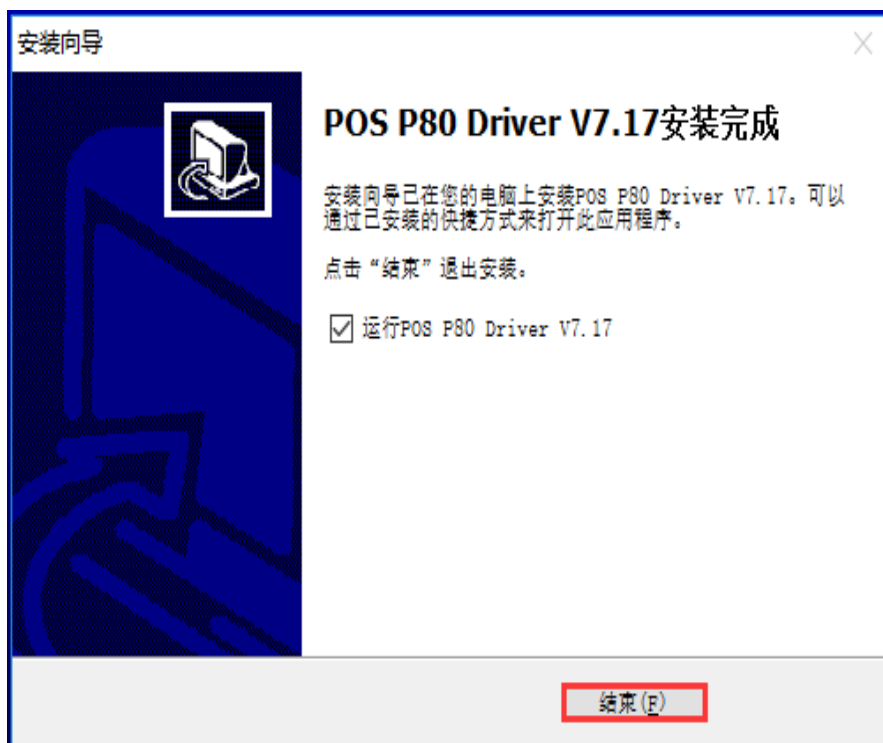 安装向导
POS P80 Driver V7.17安装完成
安装向导已在您的电脑上安装POS P80 Driver V7.17。可以
通过已安装的快捷方式来打开此应用程序。
点击“结束”退出安装。
运行POS P80 Driver V7.17
结束(F)